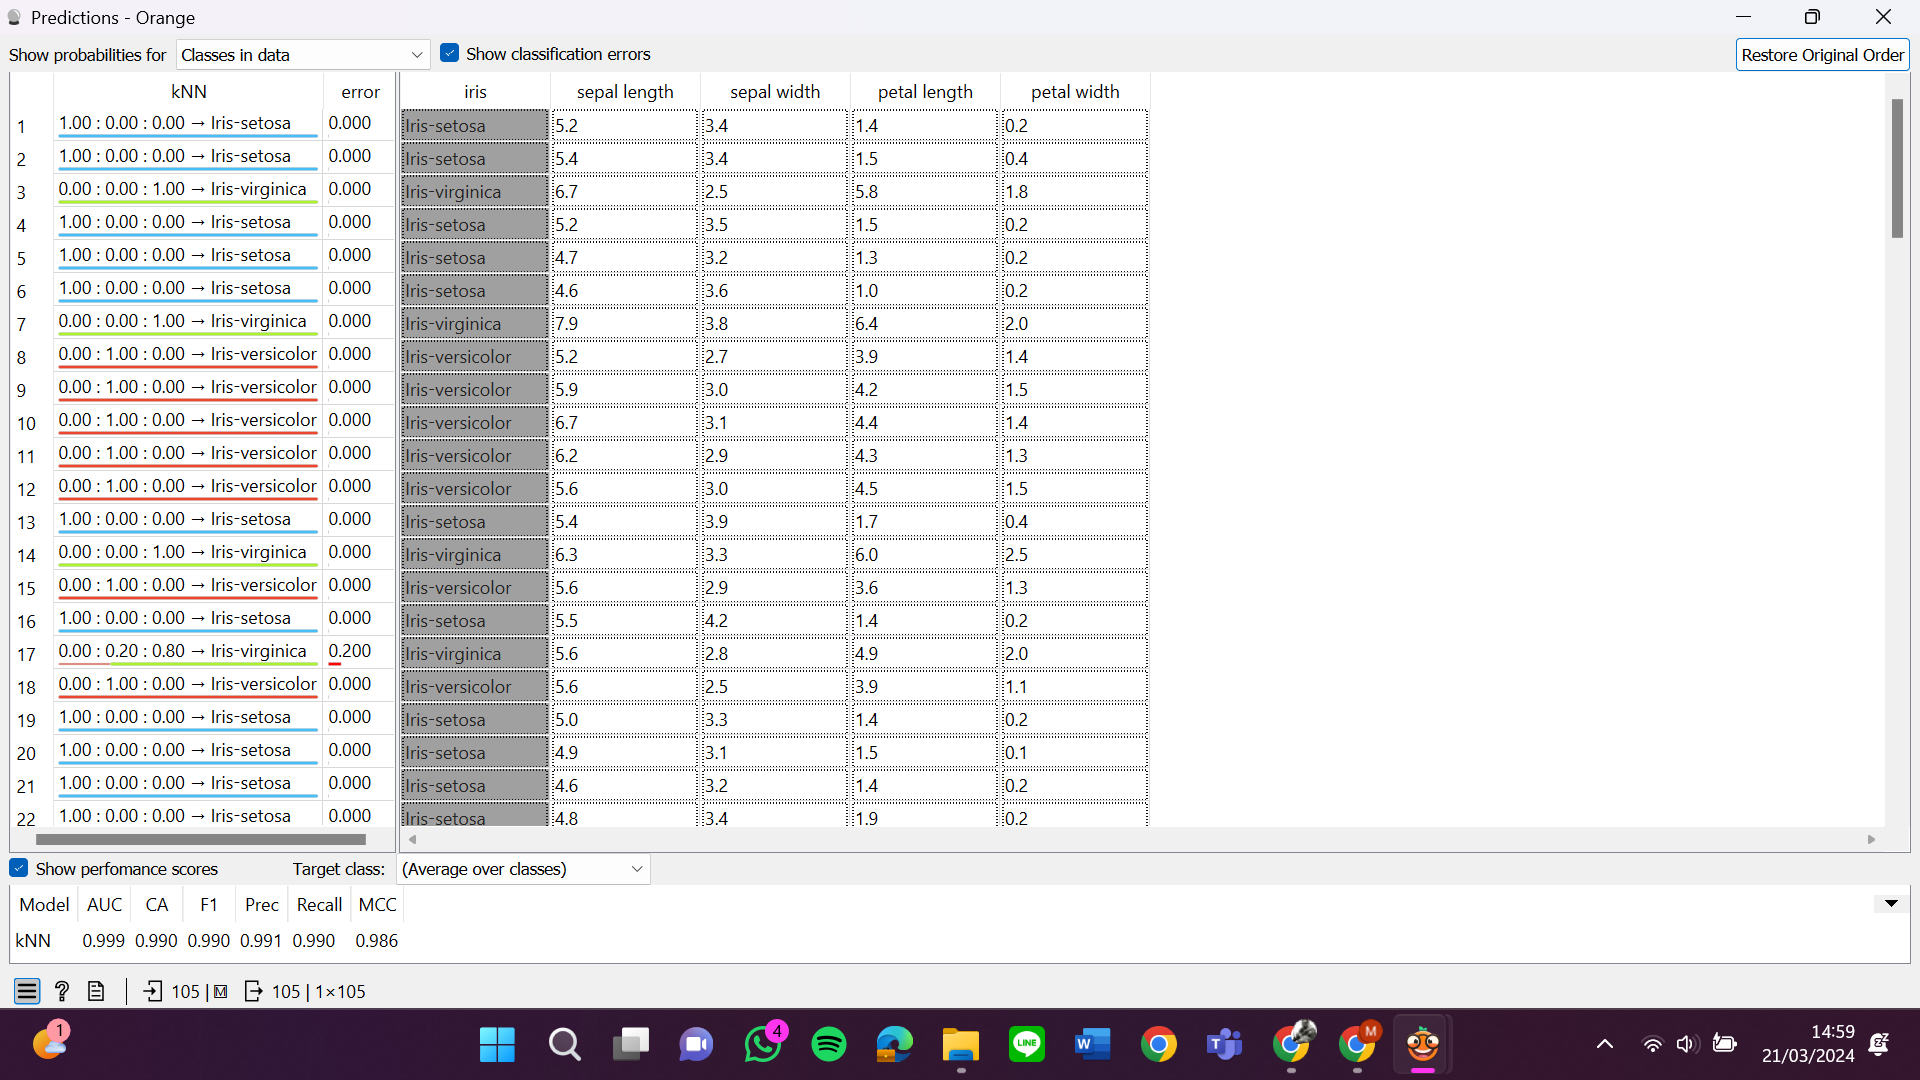 Predictions - Orange
Show probabilities for Classes in data Show classification errors Restore Original Order
kNN error iris sepal length sepal width petal length petal width
1 1.00 : 0.00 : 0.00 → Iris-setosa 0.000 Iris-setosa 5.2 3.4 1.4 0.2
2 1.00 : 0.00 : 0.00 → Iris-setosa 0.000 Iris-setosa 5.4 3.4 1.5 0.4
3 0.00 : 0.00 : 1.00 → Iris-virginica 0.000 Iris-virginica 6.7 2.5 5.8 1.8
4 1.00 : 0.00 : 0.00 → Iris-setosa 0.000 Iris-setosa 5.2 3.5 1.5 0.2
5 1.00 : 0.00 : 0.00 → Iris-setosa 0.000 Iris-setosa 4.7 3.2 1.3 0.2
6 1.00 : 0.00 : 0.00 → Iris-setosa 0.000 Iris-setosa 4.6 3.6 1.0 0.2
7 0.00 : 0.00 : 1.00 → Iris-virginica 0.000 Iris-virginica 7.9 3.8 6.4 2.0
8 0.00 : 1.00 : 0.00 → Iris-versicolor 0.000 Iris-versicolor 5.2 2.7 3.9 1.4
9 0.00 : 1.00 : 0.00 → Iris-versicolor 0.000 Iris-versicolor 5.9 3.0 4.2 1.5
10 0.00 : 1.00 : 0.00 → Iris-versicolor 0.000 Iris-versicolor 6.7 3.1 4.4 1.4
11 0.00 : 1.00 : 0.00 → Iris-versicolor 0.000 Iris-versicolor 6.2 2.9 4.3 1.3
12 0.00 : 1.00 : 0.00 → Iris-versicolor 0.000 Iris-versicolor 5.6 3.0 4.5 1.5
13 1.00 : 0.00 : 0.00 → Iris-setosa 0.000 Iris-setosa 5.4 3.9 1.7 0.4
14 0.00 : 0.00 : 1.00 → Iris-virginica 0.000 Iris-virginica 6.3 3.3 6.0 2.5
15 0.00 : 1.00 : 0.00 → Iris-versicolor 0.000 Iris-versicolor 5.6 2.9 3.6 1.3
16 1.00 : 0.00 : 0.00 → Iris-setosa 0.000 Iris-setosa 5.5 4.2 1.4 0.2
17 0.00 : 0.20 : 0.80 → Iris-virginica 0.200 Iris-virginica 5.6 2.8 4.9 2.0
18 0.00 : 1.00 : 0.00 → Iris-versicolor 0.000 Iris-versicolor 5.6 2.5 3.9 1.1
19 1.00 : 0.00 : 0.00 → Iris-setosa 0.000 Iris-setosa 5.0 3.3 1.4 0.2
20 1.00 : 0.00 : 0.00 → Iris-setosa 0.000 Iris-setosa 4.9 3.1 1.5 0.1
21 1.00 : 0.00 : 0.00 → Iris-setosa 0.000 Iris-setosa 4.6 3.2 1.4 0.2
22 1.00 : 0.00 : 0.00 → Iris-setosa 0.000 Iris-setosa 4.8 3.4 1.9 0.2
Show perfomance scores Target class: (Average over classes)
Model AUC CA F1 Prec Recall MCC
kNN 0.999 0.990 0.990 0.991 0.990 0.986
? 105 | M 105 | 1×105
1 4 LINE W M 14:59
21/03/2024